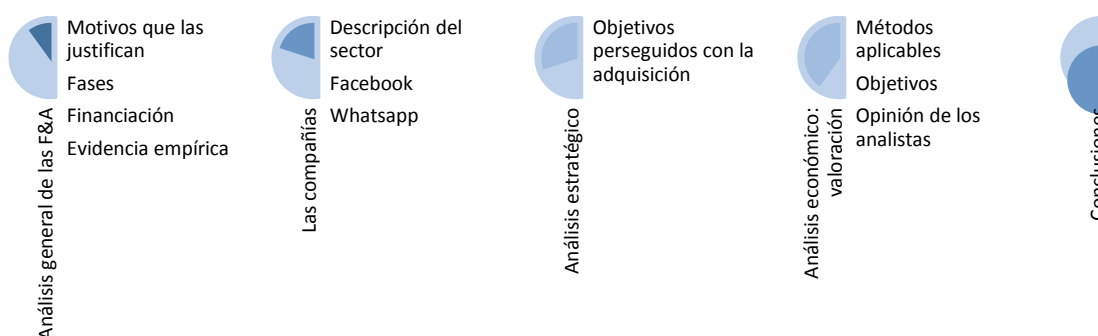 Análisis general de las F&A
Motivos que las
justifican
Fases
Financiación
Evidencia empírica
Las compañías
Descripción del
sector
Facebook
Whatsapp
Análisis estratégico
Objetivos
perseguidos con la
adquisición
Análisis económico:
valoración
Métodos
aplicables
Objetivos
Opinión de los
analistas
Conclusiones